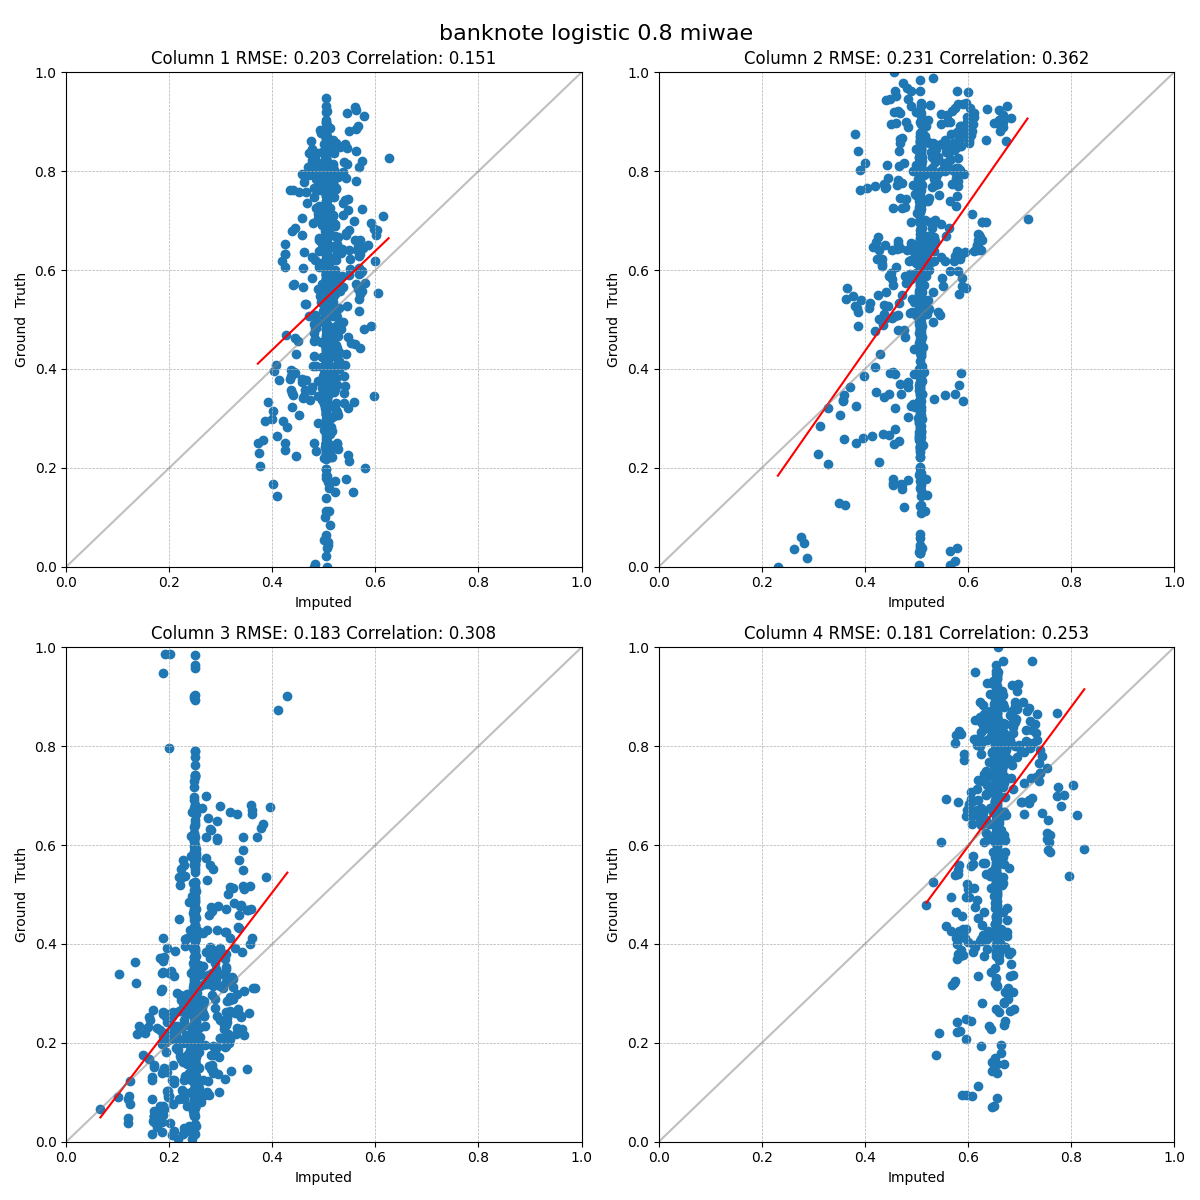 banknote logistic 0.8 miwae
Column 1 RMSE: 0.203 Correlation: 0.151
1.0
0.8
0.6
0.4
0.2
0.0
Ground Truth
0.0 0.2 0.4 0.6 0.8 1.0
Imputed
Column 2 RMSE: 0.231 Correlation: 0.362
1.0
0.8
0.6
0.4
0.2
0.0
Ground Truth
0.0 0.2 0.4 0.6 0.8 1.0
Imputed
Column 3 RMSE: 0.183 Correlation: 0.308
1.0
0.8
0.6
0.4
0.2
0.0
Ground Truth
0.0 0.2 0.4 0.6 0.8 1.0
Imputed
Column 4 RMSE: 0.181 Correlation: 0.253
1.0
0.8
0.6
0.4
0.2
0.0
Ground Truth
0.0 0.2 0.4 0.6 0.8 1.0
Imputed